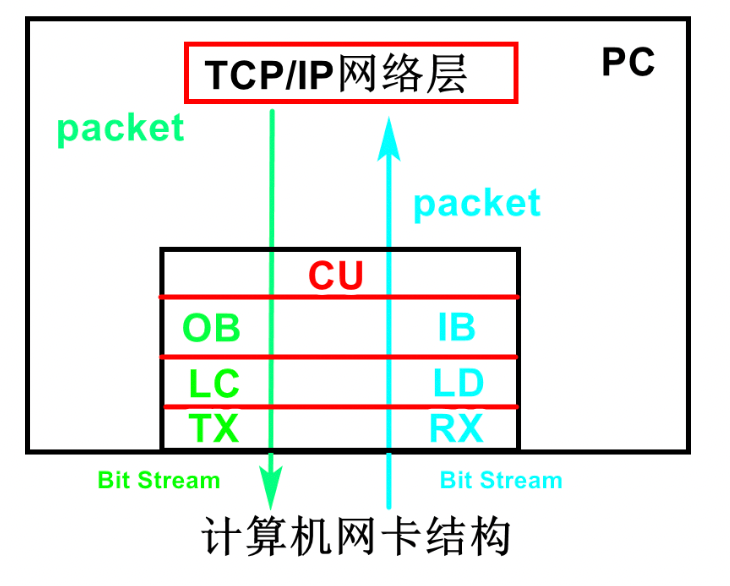 TCP/IP网络层
PC
packet
packet
CU
OB
IB
LC
LD
TX
RX
Bit Stream
Bit Stream
计算机网卡结构